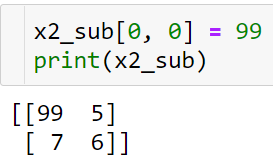 x2_sub[0, 0] = 99
print(x2_sub)
[[99  5]
 [ 7  6]]